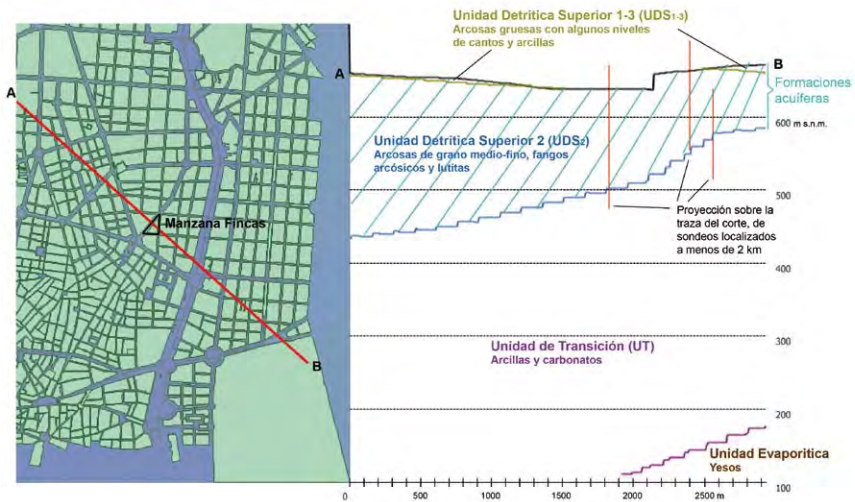 Unidad Detrítica Superior 1-3 (UDS1-3)
Arcosas gruesas con algunos niveles
de cantos y arcillas
A
B
Formaciones
acuíferas
A
600 m s.n.m.
Unidad Detrítica Superior 2 (UDS2)
Arcosas de grano medio-fino, fangos
arcósicos y lutitas
500
Manzana Fincas
Proyección sobre la
traza del corte, de
sondeos localizados
a menos de 2 km
400
300
Unidad de Transición (UT)
Arcillas y carbonatos
B
200
Unidad Evaporítica
Yesos
100
0 500 1000 1500 2000 2500 m